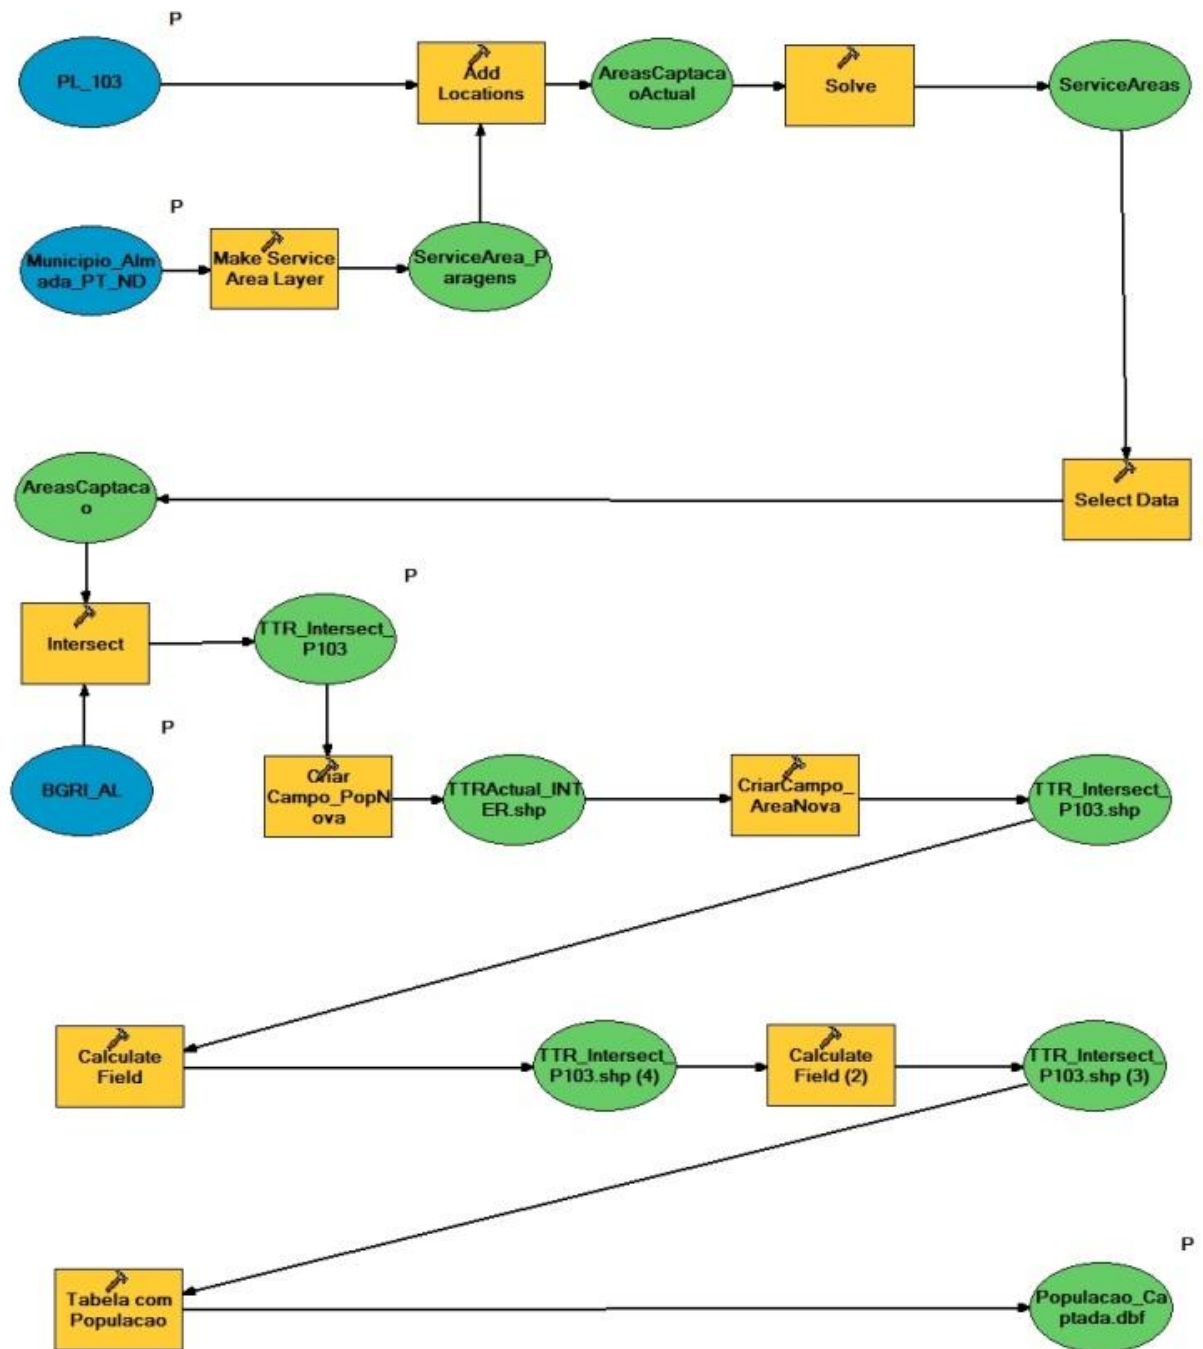 P
PL_103
Add
Locations
AreasCaptaca
oActual
Solve
ServiceAreas
P
Municipio_Alm
ada_PT_ND
Make Service
Area Layer
ServiceArea_P
aragens
AreasCaptaca
o
Select Data
P
Intersect
TTR_Intersect_
P103
P
BGRI_AL
Criar
Campo_PopN
ova
TTRActual_INT
ER.shp
CriarCampo_
AreaNova
TTR_Intersect_
P103.shp
Calculate
Field
TTR_Intersect_
P103.shp (4)
Calculate
Field (2)
TTR_Intersect_
P103.shp (3)
P
Tabela com
Populacao
Populacao_Ca
ptada.dbf